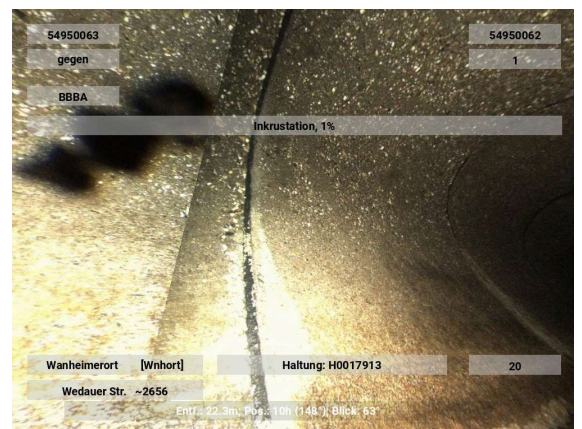 54950063
54950062
gegen
1
BBBA
Inkrustation, 1%
Wanheimerort [Wnhort]
Haltung: H0017913
20
Wedauer Str. ~2656
Entf.: 22.3m; Pos.: 10h (148°); Blick: 63°